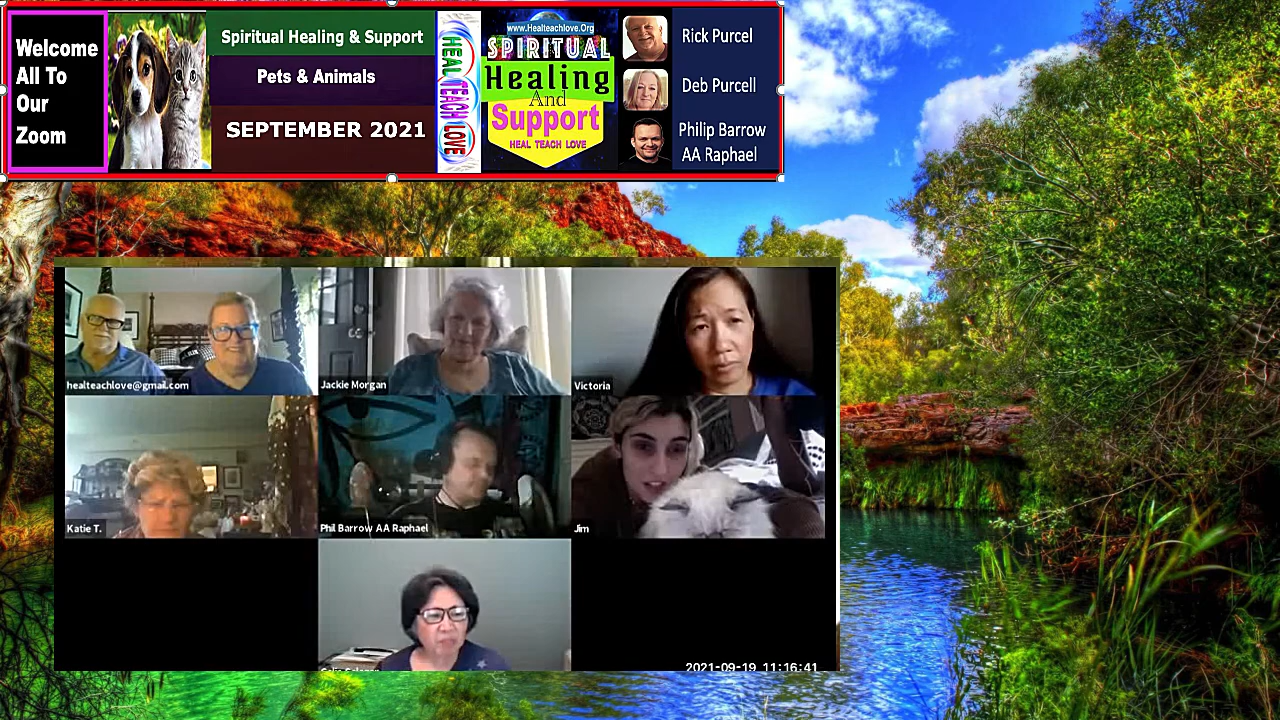 Welcome
All To
Our
Zoom
Spiritual Healing & Support
Pets & Animals
SEPTEMBER 2021
HEAL TEACH LOVE
www.Healteachlove.Org
SPIRITUAL
Healing
And
Support
HEAL TEACH LOVE
Rick Purcel
Deb Purcell
Philip Barrow
AA Raphael
healteachlove@gmail.com
Jackie Morgan
Victoria
Katie T.
Phil Barrow AA Raphael
Jim
2021-09-19 11:16:41